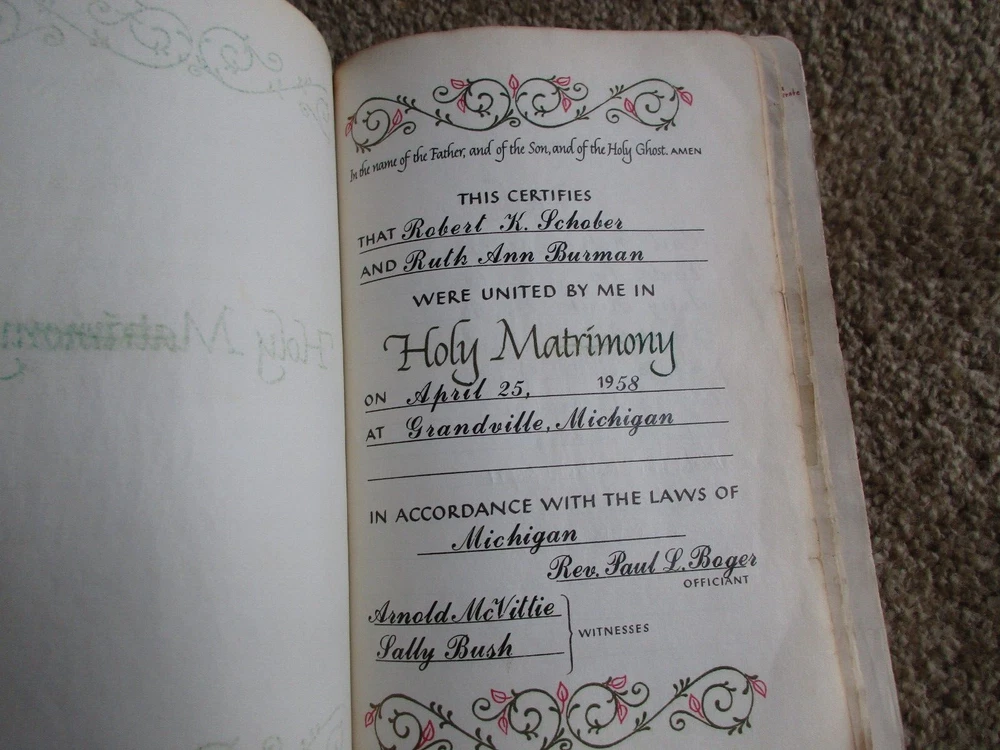 In the name of the Father, and of the Son, and of the Holy Ghost. AMEN
THIS CERTIFIES
THAT Robert K. Schober
AND Ruth Ann Burman
WERE UNITED BY ME IN
Holy Matrimony
ON April 25, 1958
AT Grandville, Michigan
IN ACCORDANCE WITH THE LAWS OF
Michigan
Rev. Paul L. Boger
OFFICIANT
Arnold McVittie
Sally Bush
WITNESSES